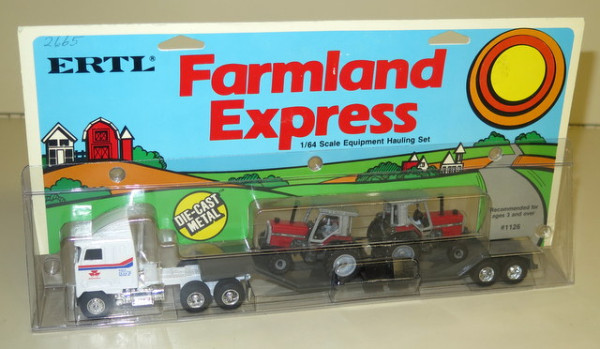 2665
ERTL®
Farmland
Express
1/64 Scale Equipment Hauling Set
DIE-CAST
METAL
Recommended for
ages 3 and over
#1126